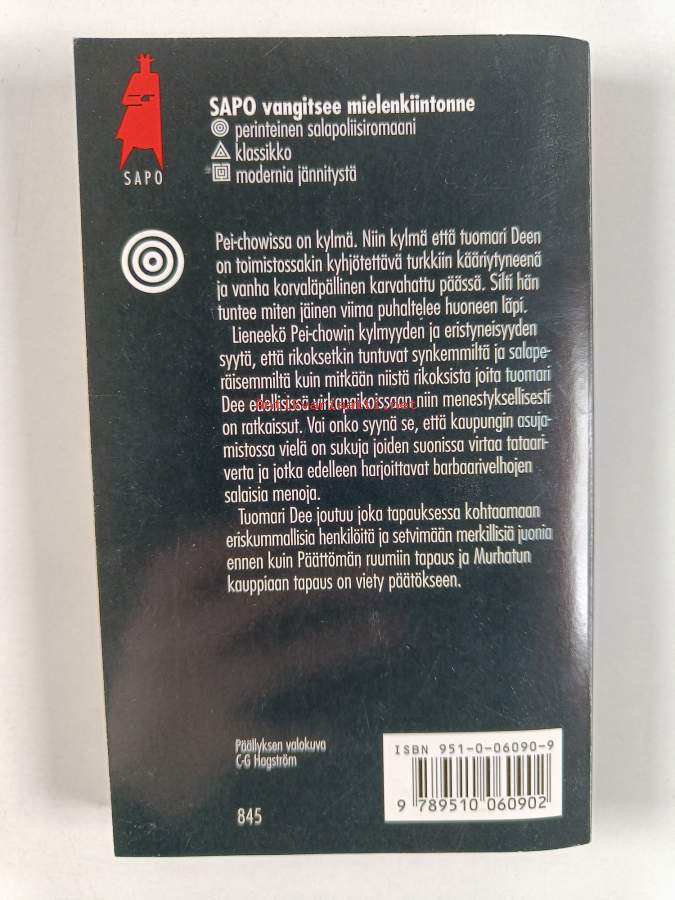 SAPO vangitsee mielenkiintonne
perinteinen salapoliisiromaani
klassikko
modernia jännitystä
SAPO
Pei-chowissa on kylmä. Niin kylmä että tuomari Deen
on toimistossakin kyhjötettävä turkkiin kääriytyneenä
ja vanha korvaläpällinen karvahattu päässä. Silti hän
tuntee miten jäinen viima puhaltelee huoneen läpi.
Lieneekö Pei-chowin kylmyyden ja eristyneisyyden
syytä, että rikoksetkin tuntuvat synkemmiltä ja salape-
räisemmiltä kuin mitkään niistä rikoksista joita tuomari
Dee edellisissä virkapaikoissaan niin menestyksellisesti
on ratkaissut. Vai onko syynä se, että kaupungin asuja-
mistossa vielä on sukuja joiden suonissa virtaa tataari-
verta ja jotka edelleen harjoittavat barbaarivelhojen
salaisia menoja.
Tuomari Dee joutuu joka tapauksessa kohtaamaan
eriskummallisia henkilöitä ja setvimään merkillisiä juonia
ennen kuin Päättömän ruumiin tapaus ja Murhatun
kauppiaan tapaus on viety päätökseen.
Päällyksen valokuva
C-G Hagström
845
ISBN 951-0-06090-9
9 789510 060902